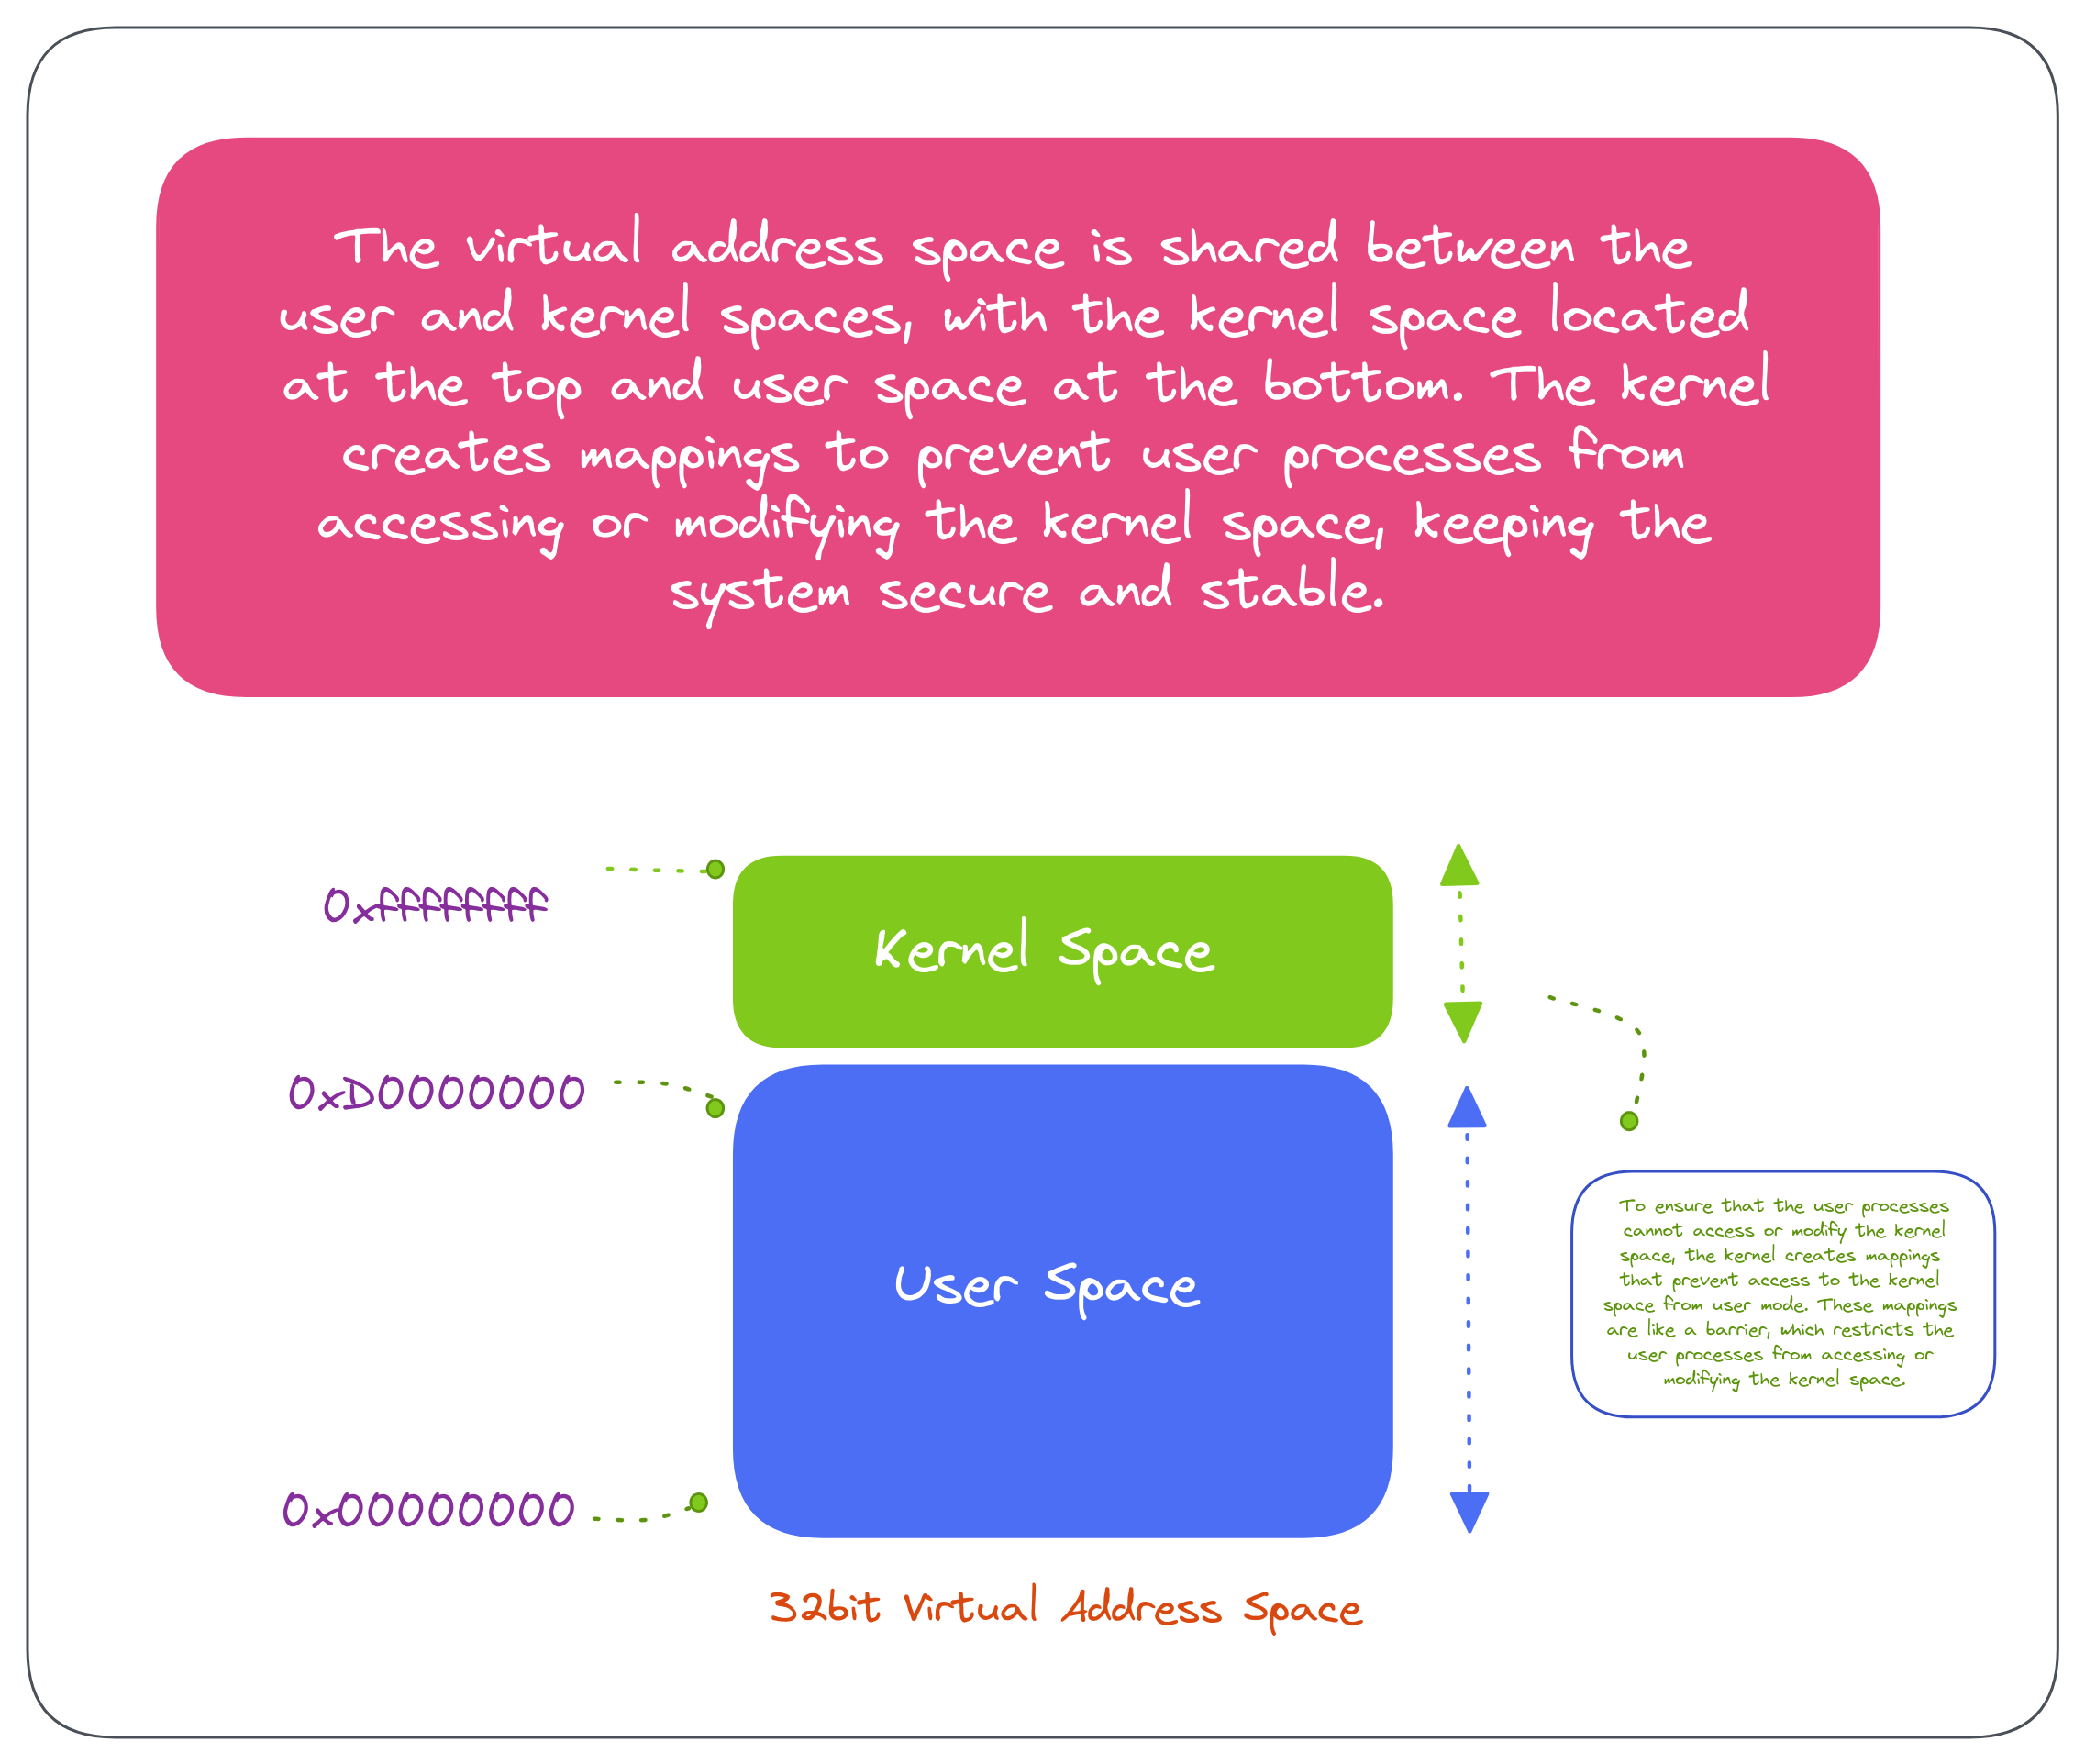 The virtual address space is shared between the
user and kernel spaces, with the kernel space located
at the top and user space at the bottom. The kernel
creates mappings to prevent user processes from
accessing or modifying the kernel space, keeping the
system secure and stable.
0xfffffff
Kernel Space
0xD0000000
User Space
To ensure that the user processes
cannot access or modify the kernel
space, the kernel creates mappings
that prevent access to the kernel
space from user mode. These mappings
are like a barrier, which restricts the
user processes from accessing or
modifying the kernel space.
0x00000000
32bit Virtual Address Space